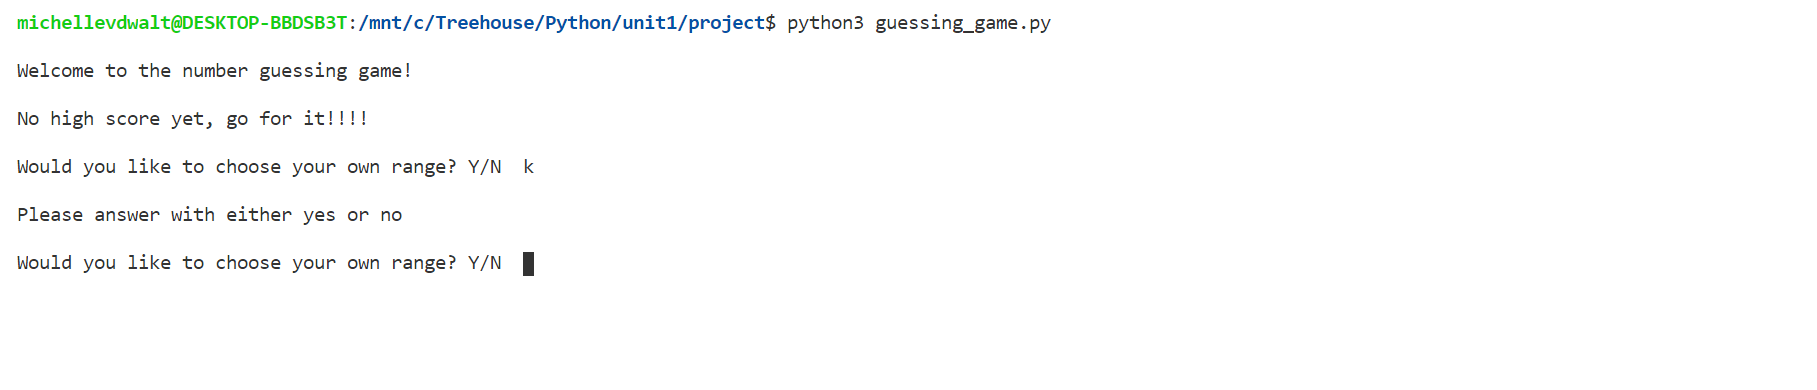 michellevdwalt@DESKTOP-BBDSB3T:/mnt/c/Treehouse/Python/unit1/project$ python3 guessing_game.py
Welcome to the number guessing game!
No high score yet, go for it!!!!
Would you like to choose your own range? Y/N  k
Please answer with either yes or no
Would you like to choose your own range? Y/N